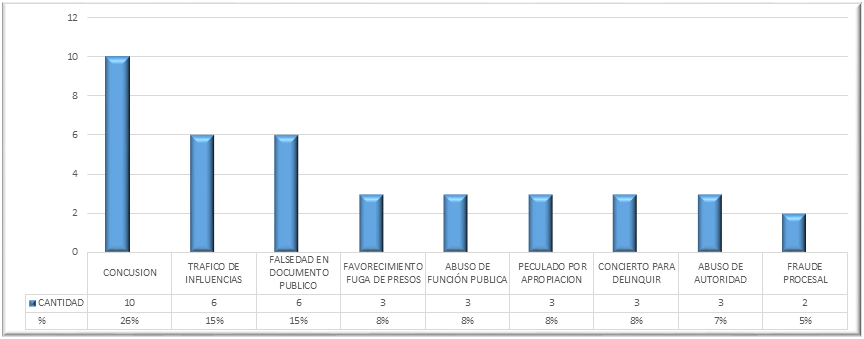 12
10
8
6
4
2
0
CONCUSION
TRAFICO DE
INFLUENCIAS
FALSEDAD EN
DOCUMENTO
PUBLICO
FAVORECIMIENTO
FUGA DE PRESOS
ABUSO DE
FUNCIÓN PUBLICA
PECULADO POR
APROPIACION
CONCIERTO PARA
DELINQUIR
ABUSO DE
AUTORIDAD
FRAUDE
PROCESAL
CANTIDAD 10 6 6 3 3 3 3 3 2
% 26% 15% 15% 8% 8% 8% 8% 7% 5%